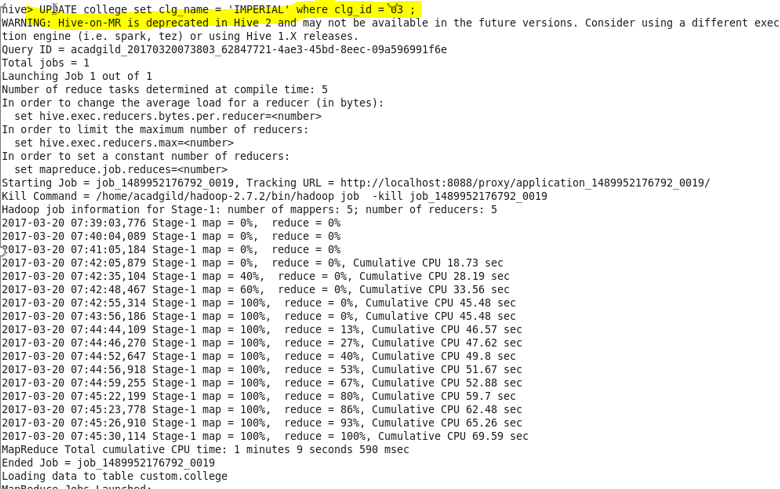 hive> UPDATE college set clg_name = 'IMPERIAL' where clg_id = 03 ;
WARNING: Hive-on-MR is deprecated in Hive 2 and may not be available in the future versions. Consider using a different exec
tion engine (i.e. spark, tez) or using Hive 1.X releases.
Query ID = acadgild_20170320073803_62847721-4ae3-45bd-8eec-09a596991f6e
Total jobs = 1
Launching Job 1 out of 1
Number of reduce tasks determined at compile time: 5
In order to change the average load for a reducer (in bytes):
  set hive.exec.reducers.bytes.per.reducer=<number>
In order to limit the maximum number of reducers:
  set hive.exec.reducers.max=<number>
In order to set a constant number of reducers:
  set mapreduce.job.reduces=<number>
Starting Job = job_1489952176792_0019, Tracking URL = http://localhost:8088/proxy/application_1489952176792_0019/
Kill Command = /home/acadgild/hadoop-2.7.2/bin/hadoop job  -kill job_1489952176792_0019
Hadoop job information for Stage-1: number of mappers: 5; number of reducers: 5
2017-03-20 07:39:03,776 Stage-1 map = 0%,  reduce = 0%
2017-03-20 07:40:04,089 Stage-1 map = 0%,  reduce = 0%
2017-03-20 07:41:05,184 Stage-1 map = 0%,  reduce = 0%
2017-03-20 07:42:05,879 Stage-1 map = 0%,  reduce = 0%, Cumulative CPU 18.73 sec
2017-03-20 07:42:35,104 Stage-1 map = 40%,  reduce = 0%, Cumulative CPU 28.19 sec
2017-03-20 07:42:48,467 Stage-1 map = 60%,  reduce = 0%, Cumulative CPU 33.56 sec
2017-03-20 07:42:55,314 Stage-1 map = 100%,  reduce = 0%, Cumulative CPU 45.48 sec
2017-03-20 07:43:56,186 Stage-1 map = 100%,  reduce = 0%, Cumulative CPU 45.48 sec
2017-03-20 07:44:44,109 Stage-1 map = 100%,  reduce = 13%, Cumulative CPU 46.57 sec
2017-03-20 07:44:46,270 Stage-1 map = 100%,  reduce = 27%, Cumulative CPU 47.62 sec
2017-03-20 07:44:52,647 Stage-1 map = 100%,  reduce = 40%, Cumulative CPU 49.8 sec
2017-03-20 07:44:56,918 Stage-1 map = 100%,  reduce = 53%, Cumulative CPU 51.67 sec
2017-03-20 07:44:59,255 Stage-1 map = 100%,  reduce = 67%, Cumulative CPU 52.88 sec
2017-03-20 07:45:22,199 Stage-1 map = 100%,  reduce = 80%, Cumulative CPU 59.7 sec
2017-03-20 07:45:23,778 Stage-1 map = 100%,  reduce = 86%, Cumulative CPU 62.48 sec
2017-03-20 07:45:26,910 Stage-1 map = 100%,  reduce = 93%, Cumulative CPU 65.26 sec
2017-03-20 07:45:30,114 Stage-1 map = 100%,  reduce = 100%, Cumulative CPU 69.59 sec
MapReduce Total cumulative CPU time: 1 minutes 9 seconds 590 msec
Ended Job = job_1489952176792_0019
Loading data to table custom.college
MapReduce Jobs Launched: